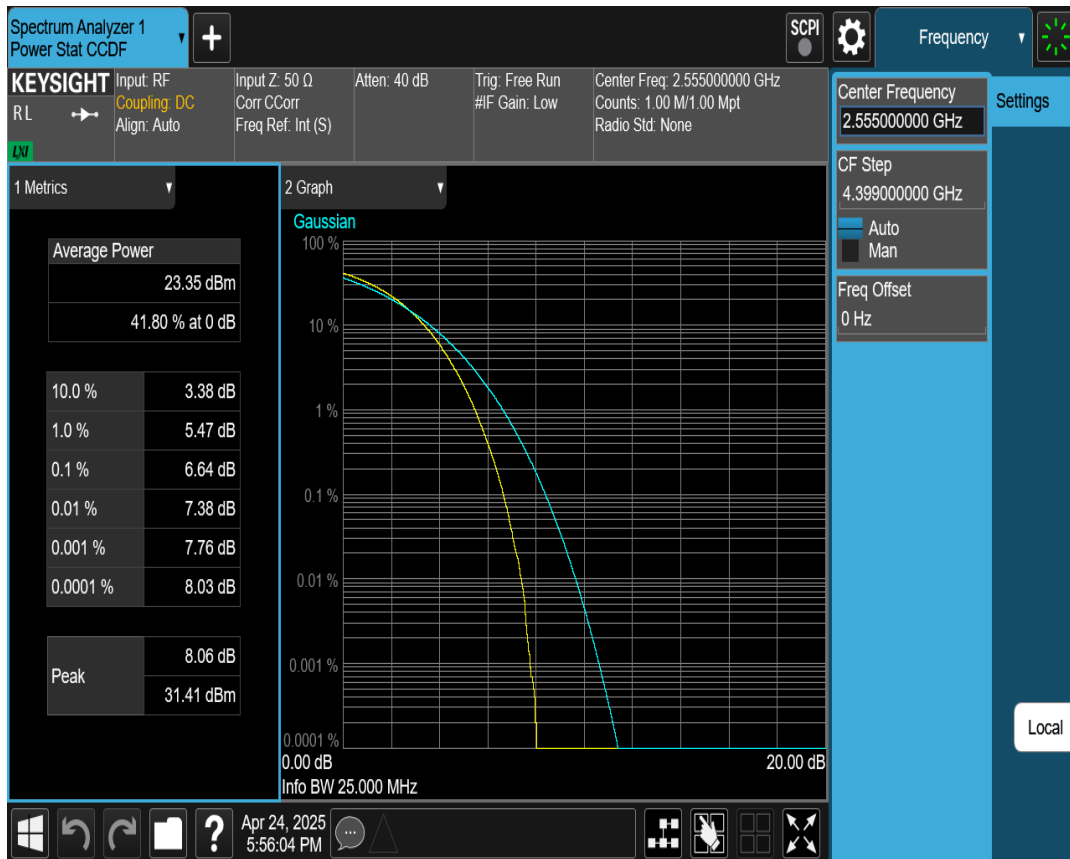 Spectrum Analyzer 1
Power Stat CCDF
+
SCPI
Frequency
KEYSIGHT
RL
LXI
Input: RF
Coupling: DC
Align: Auto
Input Z: 50 Ω
Corr CCorr
Freq Ref: Int (S)
Atten: 40 dB
Trig: Free Run
#IF Gain: Low
Center Freq: 2.555000000 GHz
Counts: 1.00 M/1.00 Mpt
Radio Std: None
Center Frequency
2.555000000 GHz
Settings
CF Step
4.399000000 GHz
Auto
Man
Freq Offset
0 Hz
1 Metrics
Average Power
23.35 dBm
41.80 % at 0 dB
10.0 % 3.38 dB
1.0 % 5.47 dB
0.1 % 6.64 dB
0.01 % 7.38 dB
0.001 % 7.76 dB
0.0001 % 8.03 dB
Peak
8.06 dB
31.41 dBm
2 Graph
Gaussian
100 %
10 %
1 %
0.1 %
0.01 %
0.001 %
0.0001 %
0.00 dB 20.00 dB
Info BW 25.000 MHz
Local
?
Apr 24, 2025
5:56:04 PM